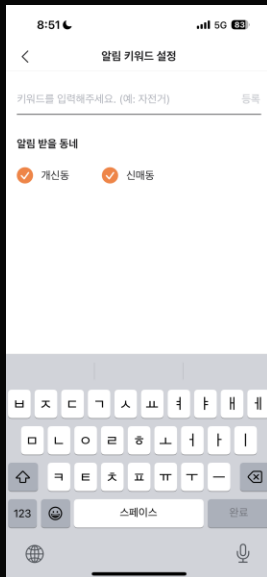 8:51 5G 83
알림 키워드 설정
키워드를 입력해주세요. (예: 자전거) 등록
알림 받을 동네
개신동 신매동
ㅂ ㅈ ㄷ ㄱ ㅅ ㅛ ㅕ ㅑ ㅐ ㅔ
ㅁ ㄴ ㅇ ㄹ ㅎ ㅗ ㅓ ㅏ ㅣ
ㅋ ㅌ ㅊ ㅍ ㅠ ㅜ ㅡ
123 스페이스 완료